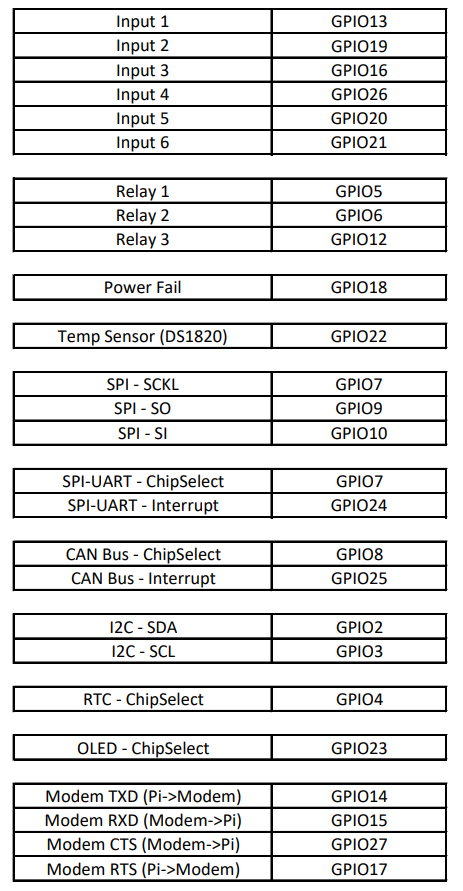 Input 1 GPIO13
Input 2 GPIO19
Input 3 GPIO16
Input 4 GPIO26
Input 5 GPIO20
Input 6 GPIO21
Relay 1 GPIO5
Relay 2 GPIO6
Relay 3 GPIO12
Power Fail GPIO18
Temp Sensor (DS1820) GPIO22
SPI - SCKL GPIO7
SPI - SO GPIO9
SPI - SI GPIO10
SPI-UART - ChipSelect GPIO7
SPI-UART - Interrupt GPIO24
CAN Bus - ChipSelect GPIO8
CAN Bus - Interrupt GPIO25
I2C - SDA GPIO2
I2C - SCL GPIO3
RTC - ChipSelect GPIO4
OLED - ChipSelect GPIO23
Modem TXD (Pi->Modem) GPIO14
Modem RXD (Modem->Pi) GPIO15
Modem CTS (Modem->Pi) GPIO27
Modem RTS (Pi->Modem) GPIO17